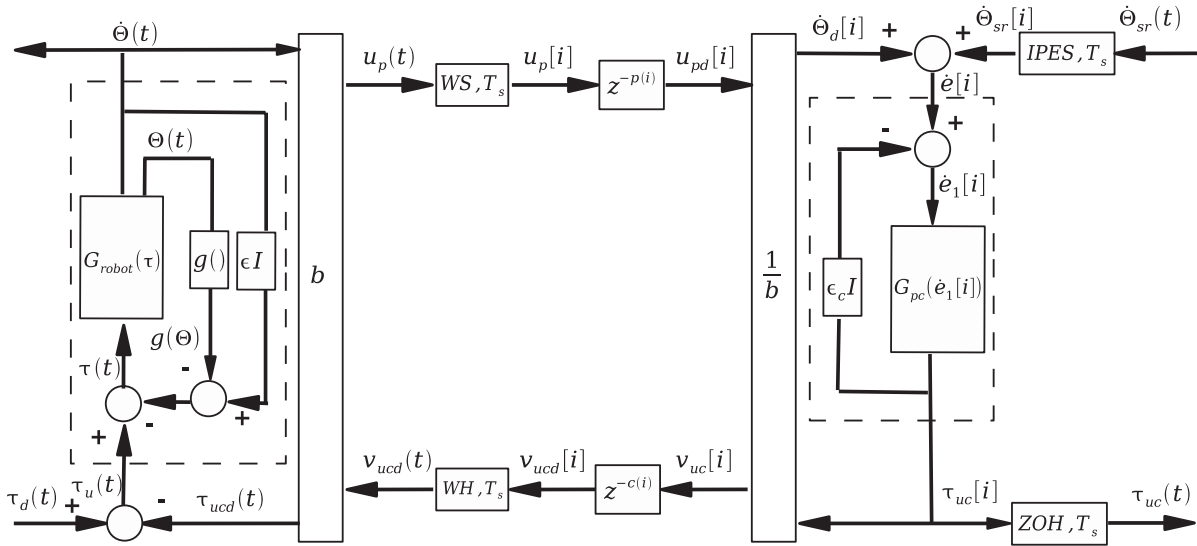 Θ̇(t)
u_p(t)
u_p[i]
u_pd[i]
Θ̇_d[i]
+
+
Θ̇_sr[i]
Θ̇_sr(t)
WS,T_s
z^{-p(i)}
IPES,T_s
ė[i]
-
+
Θ(t)
ė_1[i]
G_robot(τ)
g()
ϵI
b
1/b
ϵ_c I
G_pc(ė_1[i])
g(Θ)
τ(t)
-
+
+
-
v_ucd(t)
v_ucd[i]
v_uc[i]
WH,T_s
z^{-c(i)}
τ_d(t)
+
τ_u(t)
-
τ_ucd(t)
τ_uc[i]
τ_uc(t)
ZOH,T_s